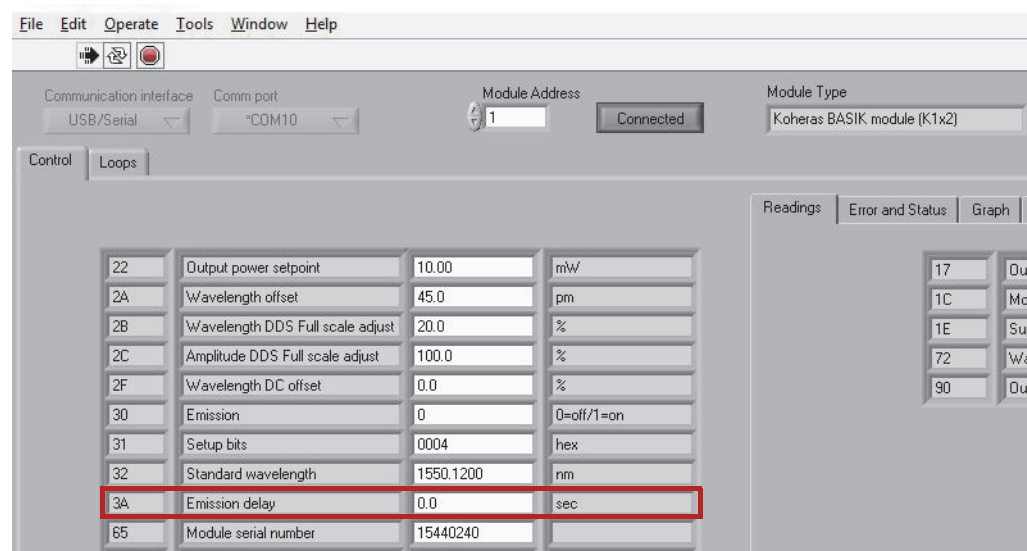 File Edit Operate Tools Window Help
Communication interface Comm port Module Address Module Type
USB/Serial *COM10 1 Connected Koheras BASIK module (K1x2)
Control Loops
Readings Error and Status Graph
22 Output power setpoint 10.00 mW
17 Ou
2A Wavelength offset 45.0 pm
1C Mo
2B Wavelength DDS Full scale adjust 20.0 %
1E Su
2C Amplitude DDS Full scale adjust 100.0 %
72 Wa
2F Wavelength DC offset 0.0 %
90 Ou
30 Emission 0 0=off/1=on
31 Setup bits 0004 hex
32 Standard wavelength 1550.1200 nm
3A Emission delay 0.0 sec
65 Module serial number 15440240